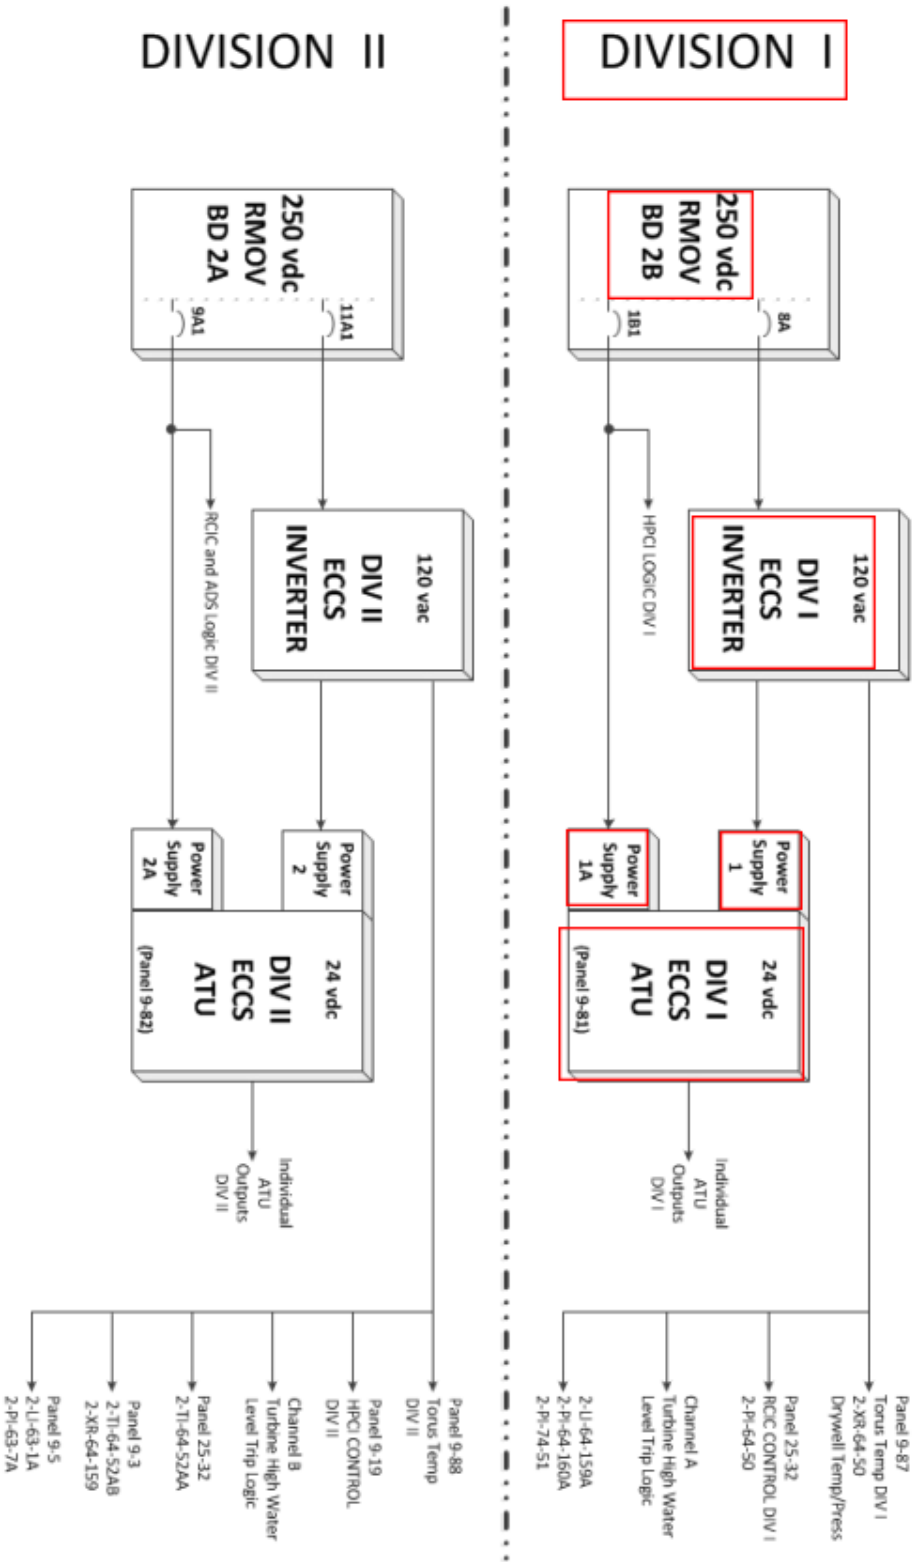 DIVISION II
250 vdc
RMOV
BD 2A
11A1
9A1
RCIC and ADS Logic DIV II
120 vac
DIV II
ECCS
INVERTER
Power
Supply
2
Power
Supply
2A
24 vdc
DIV II
ECCS
ATU
(Panel 9-82)
Individual
ATU
Outputs
DIV II
Panel 9-88
Torus Temp
DIV II
Panel 9-19
HPCI CONTROL
DIV II
Channel B
Turbine High Water
Level Trip Logic
Panel 25-32
2-TI-64-52AA
Panel 9-3
2-TI-64-52AB
2-XR-64-159
Panel 9-5
2-LI-63-1A
2-PI-63-7A
DIVISION I
250 vdc
RMOV
BD 2B
8A
1B1
HPCI LOGIC DIV I
120 vac
DIV I
ECCS
INVERTER
Power
Supply
1
Power
Supply
1A
24 vdc
DIV I
ECCS
ATU
(Panel 9-81)
Individual
ATU
Outputs
DIV I
Panel 9-87
Torus Temp DIV I
2-XR-64-50
Drywell Temp/Press
Panel 25-32
RCIC CONTROL DIV I
2-PI-64-50
Channel A
Turbine High Water
Level Trip Logic
2-LI-64-159A
2-PI-64-160A
2-PI-74-51